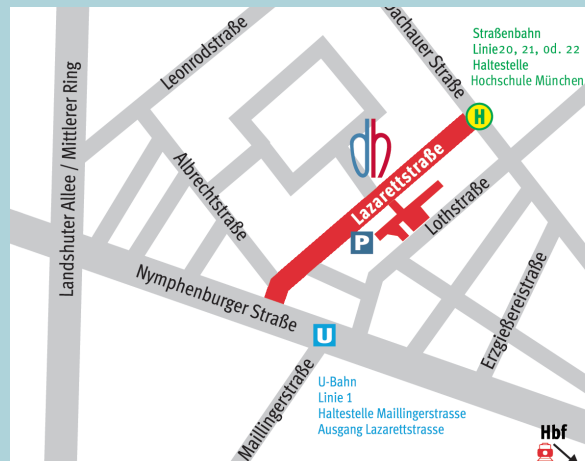 Dachauer Straße
Straßenbahn
Linie20, 21, od. 22
Haltestelle
Hochschule München
Leonrodstraße
H
Landshuter Allee / Mittlerer Ring
dh
Albrechtstraße
Lazarettstraße
Lothstraße
P
Nymphenburger Straße
Erzgießereistraße
U
Maillingerstraße
U-Bahn
Linie 1
Haltestelle Maillingerstrasse
Ausgang Lazarettstrasse
Hbf